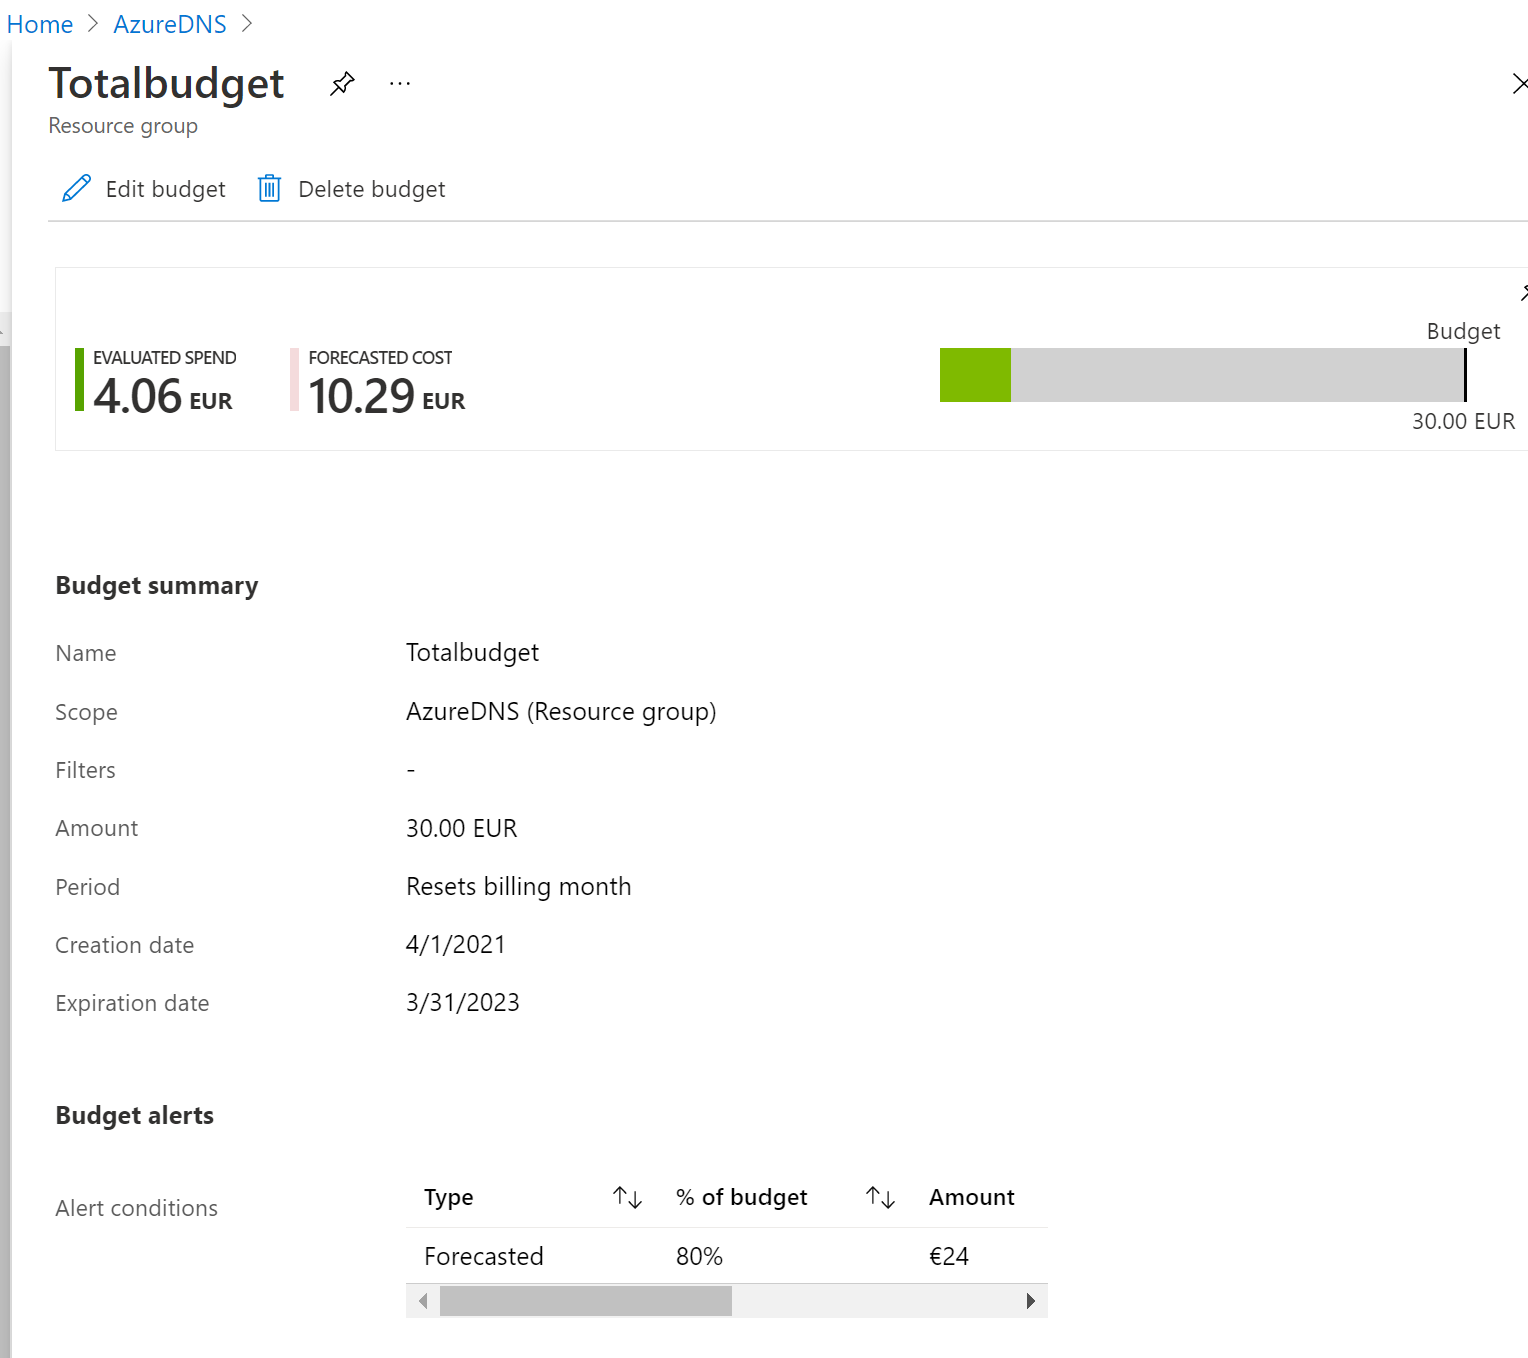 Home > AzureDNS >
Totalbudget ...
Resource group
Edit budget Delete budget
Budget
EVALUATED SPEND FORECASTED COST
4.06 EUR 10.29 EUR
30.00 EUR
Budget summary
Name Totalbudget
Scope AzureDNS (Resource group)
Filters -
Amount 30.00 EUR
Period Resets billing month
Creation date 4/1/2021
Expiration date 3/31/2023
Budget alerts
Type ↑↓ % of budget ↑↓ Amount
Alert conditions
Forecasted 80% €24